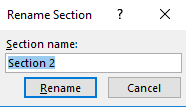 Rename Section ? ×
Section name:
Section 2
Rename Cancel